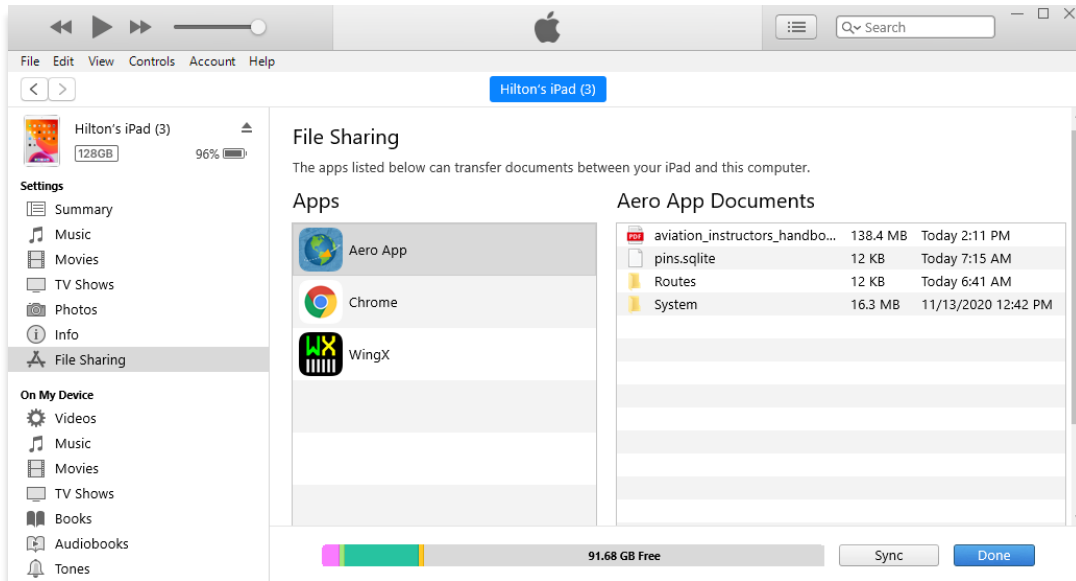 Search
File Edit View Controls Account Help
Hilton's iPad (3)
Hilton's iPad (3)
128GB
96%
Settings
Summary
Music
Movies
TV Shows
Photos
Info
File Sharing
On My Device
Videos
Music
Movies
TV Shows
Books
Audiobooks
Tones
File Sharing
The apps listed below can transfer documents between your iPad and this computer.
Apps
Aero App
Chrome
WX
WingX
Aero App Documents
PDF aviation_instructors_handbo... 138.4 MB Today 2:11 PM
pins.sqlite 12 KB Today 7:15 AM
Routes 12 KB Today 6:41 AM
System 16.3 MB 11/13/2020 12:42 PM
91.68 GB Free
Sync
Done